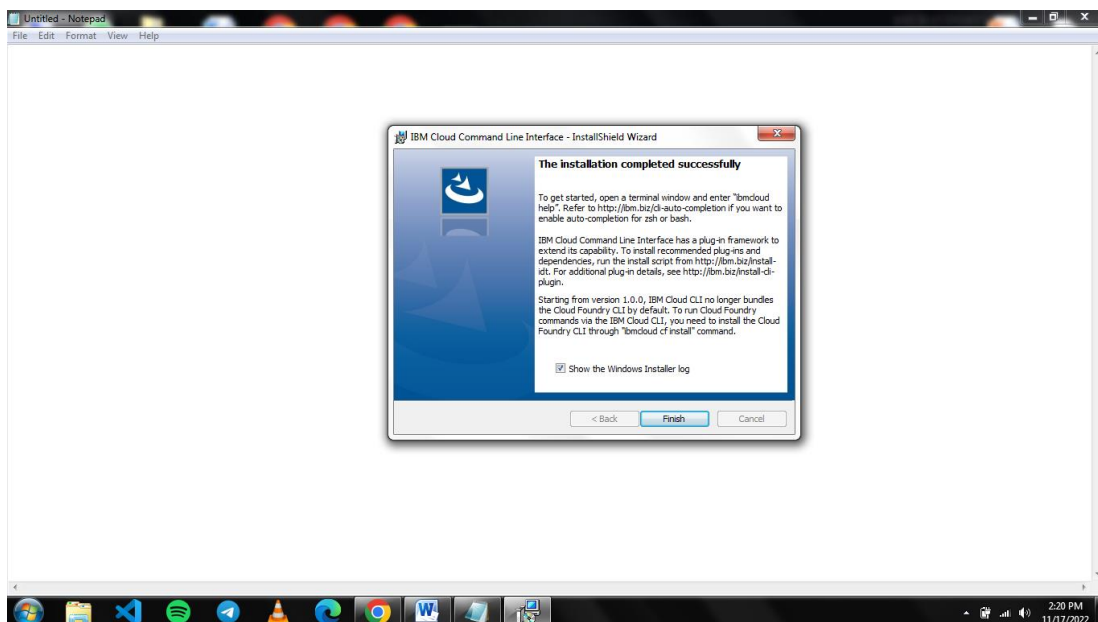 Untitled - Notepad
File Edit Format View Help
IBM Cloud Command Line Interface - InstallShield Wizard
The installation completed successfully
To get started, open a terminal window and enter "ibmcloud
help". Refer to http://ibm.biz/cli-auto-completion if you want to
enable auto-completion for zsh or bash.
IBM Cloud Command Line Interface has a plug-in framework to
extend its capability. To install recommended plug-ins and
dependencies, run the install script from http://ibm.biz/install-
idt. For additional plug-in details, see http://ibm.biz/install-cli-
plugin.
Starting from version 1.0.0, IBM Cloud CLI no longer bundles
the Cloud Foundry CLI by default. To run Cloud Foundry
commands via the IBM Cloud CLI, you need to install the Cloud
Foundry CLI through "ibmcloud cf install" command.
Show the Windows Installer log
< Back Finish Cancel
W
2:20 PM
11/17/2022